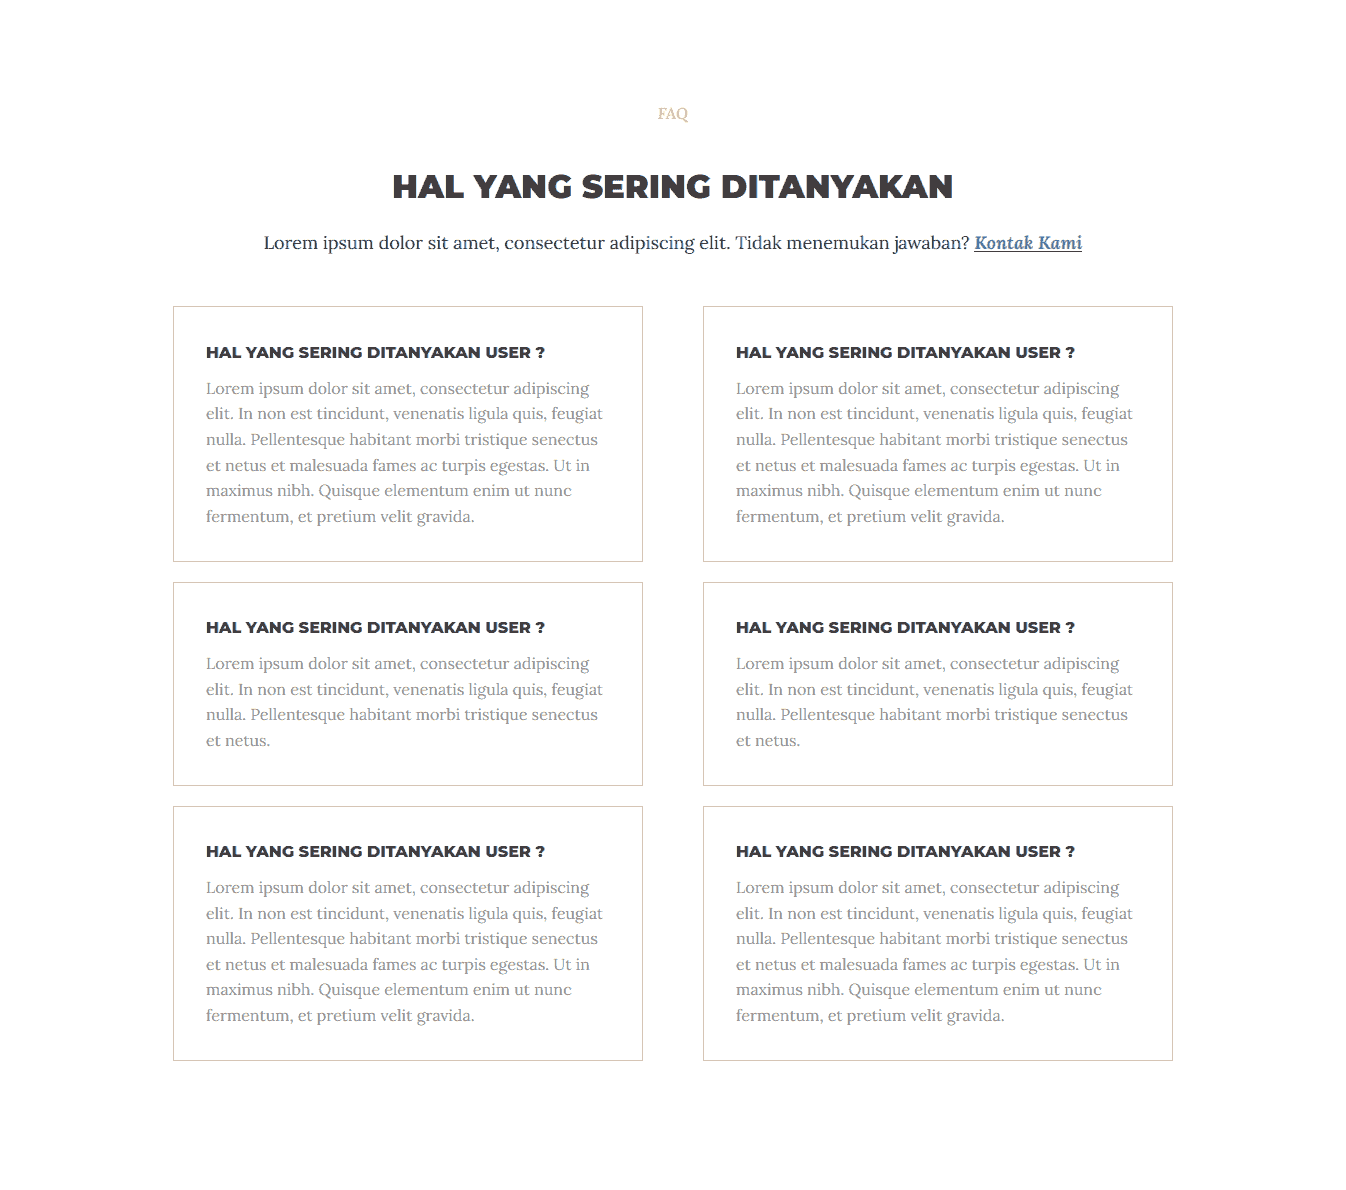 FAQ
HAL YANG SERING DITANYAKAN
Lorem ipsum dolor sit amet, consectetur adipiscing elit. Tidak menemukan jawaban? Kontak Kami
HAL YANG SERING DITANYAKAN USER ?
Lorem ipsum dolor sit amet, consectetur adipiscing
elit. In non est tincidunt, venenatis ligula quis, feugiat
nulla. Pellentesque habitant morbi tristique senectus
et netus et malesuada fames ac turpis egestas. Ut in
maximus nibh. Quisque elementum enim ut nunc
fermentum, et pretium velit gravida.
HAL YANG SERING DITANYAKAN USER ?
Lorem ipsum dolor sit amet, consectetur adipiscing
elit. In non est tincidunt, venenatis ligula quis, feugiat
nulla. Pellentesque habitant morbi tristique senectus
et netus et malesuada fames ac turpis egestas. Ut in
maximus nibh. Quisque elementum enim ut nunc
fermentum, et pretium velit gravida.
HAL YANG SERING DITANYAKAN USER ?
Lorem ipsum dolor sit amet, consectetur adipiscing
elit. In non est tincidunt, venenatis ligula quis, feugiat
nulla. Pellentesque habitant morbi tristique senectus
et netus.
HAL YANG SERING DITANYAKAN USER ?
Lorem ipsum dolor sit amet, consectetur adipiscing
elit. In non est tincidunt, venenatis ligula quis, feugiat
nulla. Pellentesque habitant morbi tristique senectus
et netus.
HAL YANG SERING DITANYAKAN USER ?
Lorem ipsum dolor sit amet, consectetur adipiscing
elit. In non est tincidunt, venenatis ligula quis, feugiat
nulla. Pellentesque habitant morbi tristique senectus
et netus et malesuada fames ac turpis egestas. Ut in
maximus nibh. Quisque elementum enim ut nunc
fermentum, et pretium velit gravida.
HAL YANG SERING DITANYAKAN USER ?
Lorem ipsum dolor sit amet, consectetur adipiscing
elit. In non est tincidunt, venenatis ligula quis, feugiat
nulla. Pellentesque habitant morbi tristique senectus
et netus et malesuada fames ac turpis egestas. Ut in
maximus nibh. Quisque elementum enim ut nunc
fermentum, et pretium velit gravida.